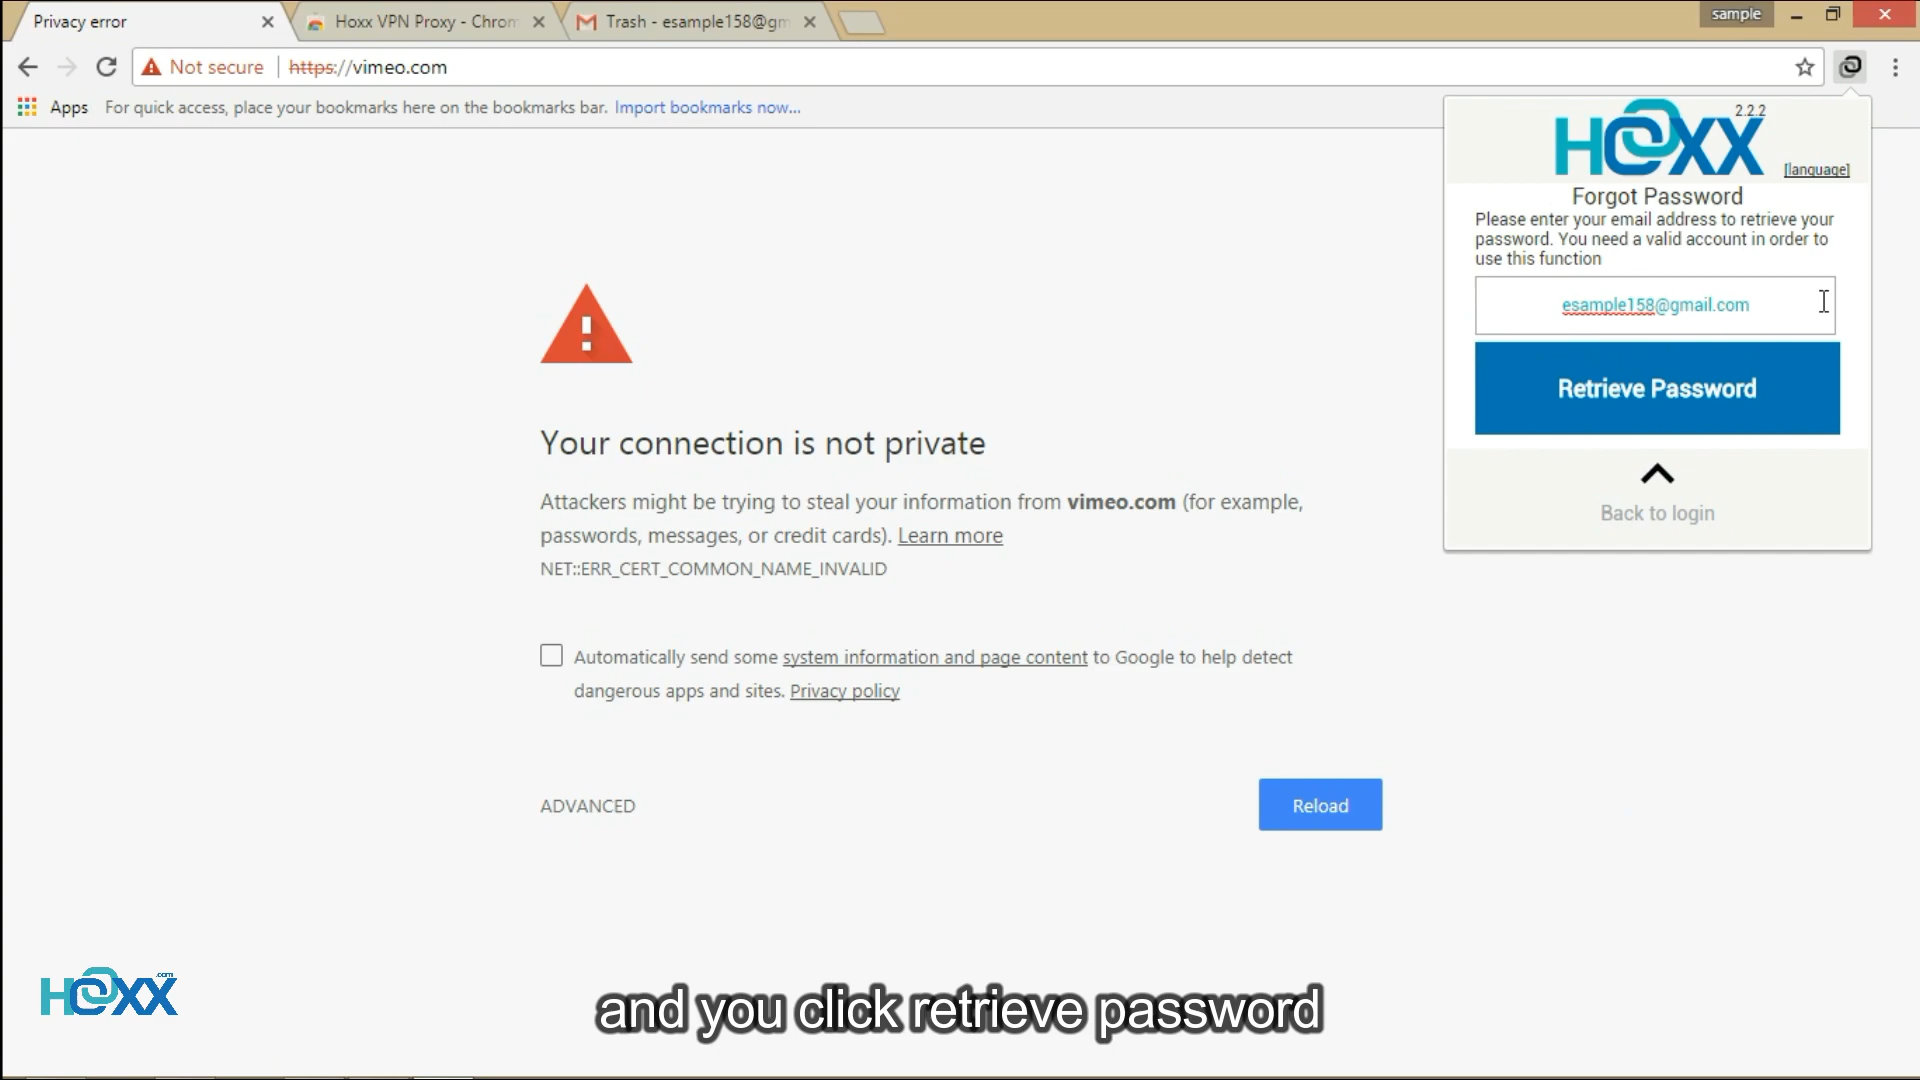 Privacy error
Hoxx VPN Proxy - Chrom
Trash - esample158@gm
sample
Not secure
https://vimeo.com
Apps
For quick access, place your bookmarks here on the bookmarks bar. Import bookmarks now...
HOXX
2.2.2
[language]
Forgot Password
Please enter your email address to retrieve your
password. You need a valid account in order to
use this function
esample158@gmail.com
Retrieve Password
Back to login
Your connection is not private
Attackers might be trying to steal your information from vimeo.com (for example,
passwords, messages, or credit cards). Learn more
NET::ERR_CERT_COMMON_NAME_INVALID
Automatically send some system information and page content to Google to help detect
dangerous apps and sites. Privacy policy
ADVANCED
Reload
HOXX.com
and you click retrieve password